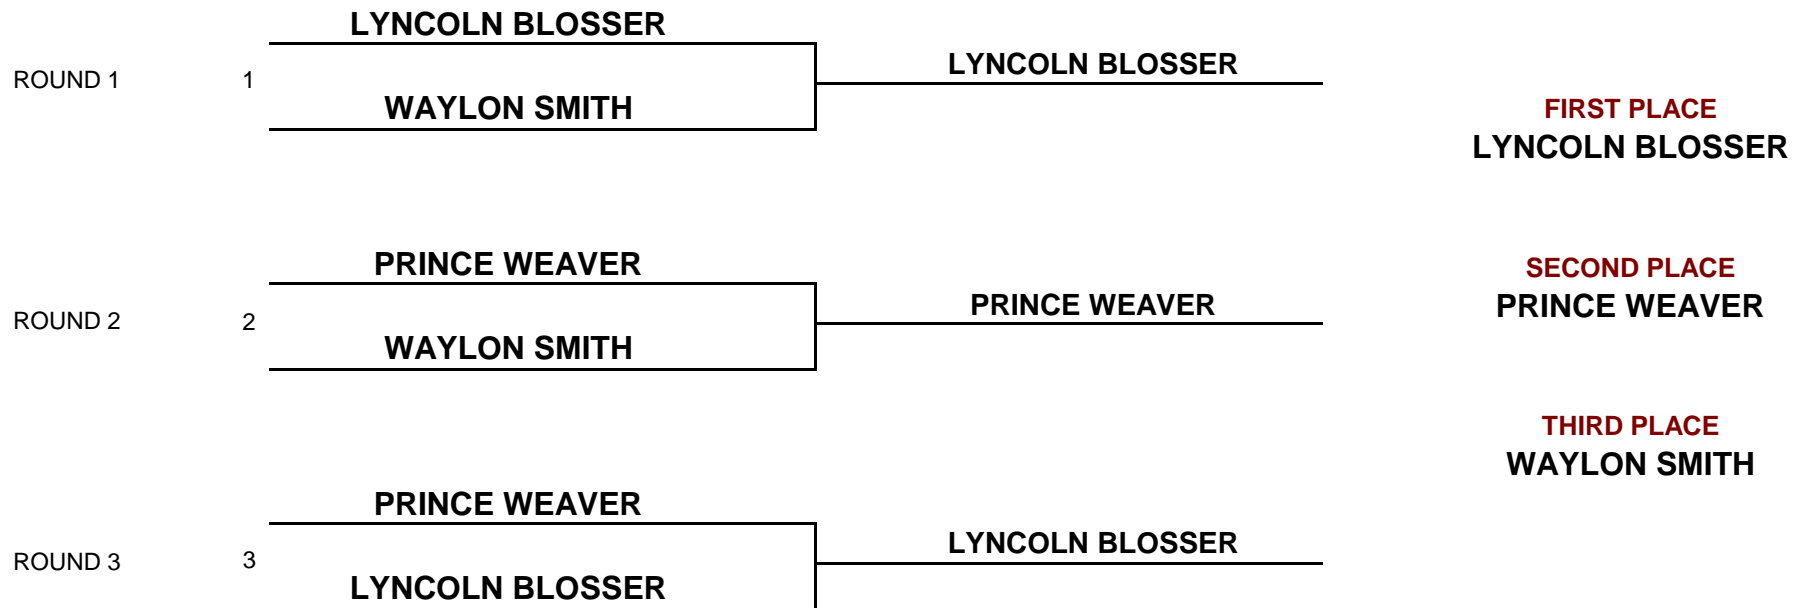 LYNCOLN BLOSSER
ROUND 1
1
WAYLON SMITH
LYNCOLN BLOSSER
PRINCE WEAVER
ROUND 2
2
WAYLON SMITH
PRINCE WEAVER
PRINCE WEAVER
ROUND 3
3
LYNCOLN BLOSSER
LYNCOLN BLOSSER
FIRST PLACE
LYNCOLN BLOSSER
SECOND PLACE
PRINCE WEAVER
THIRD PLACE
WAYLON SMITH